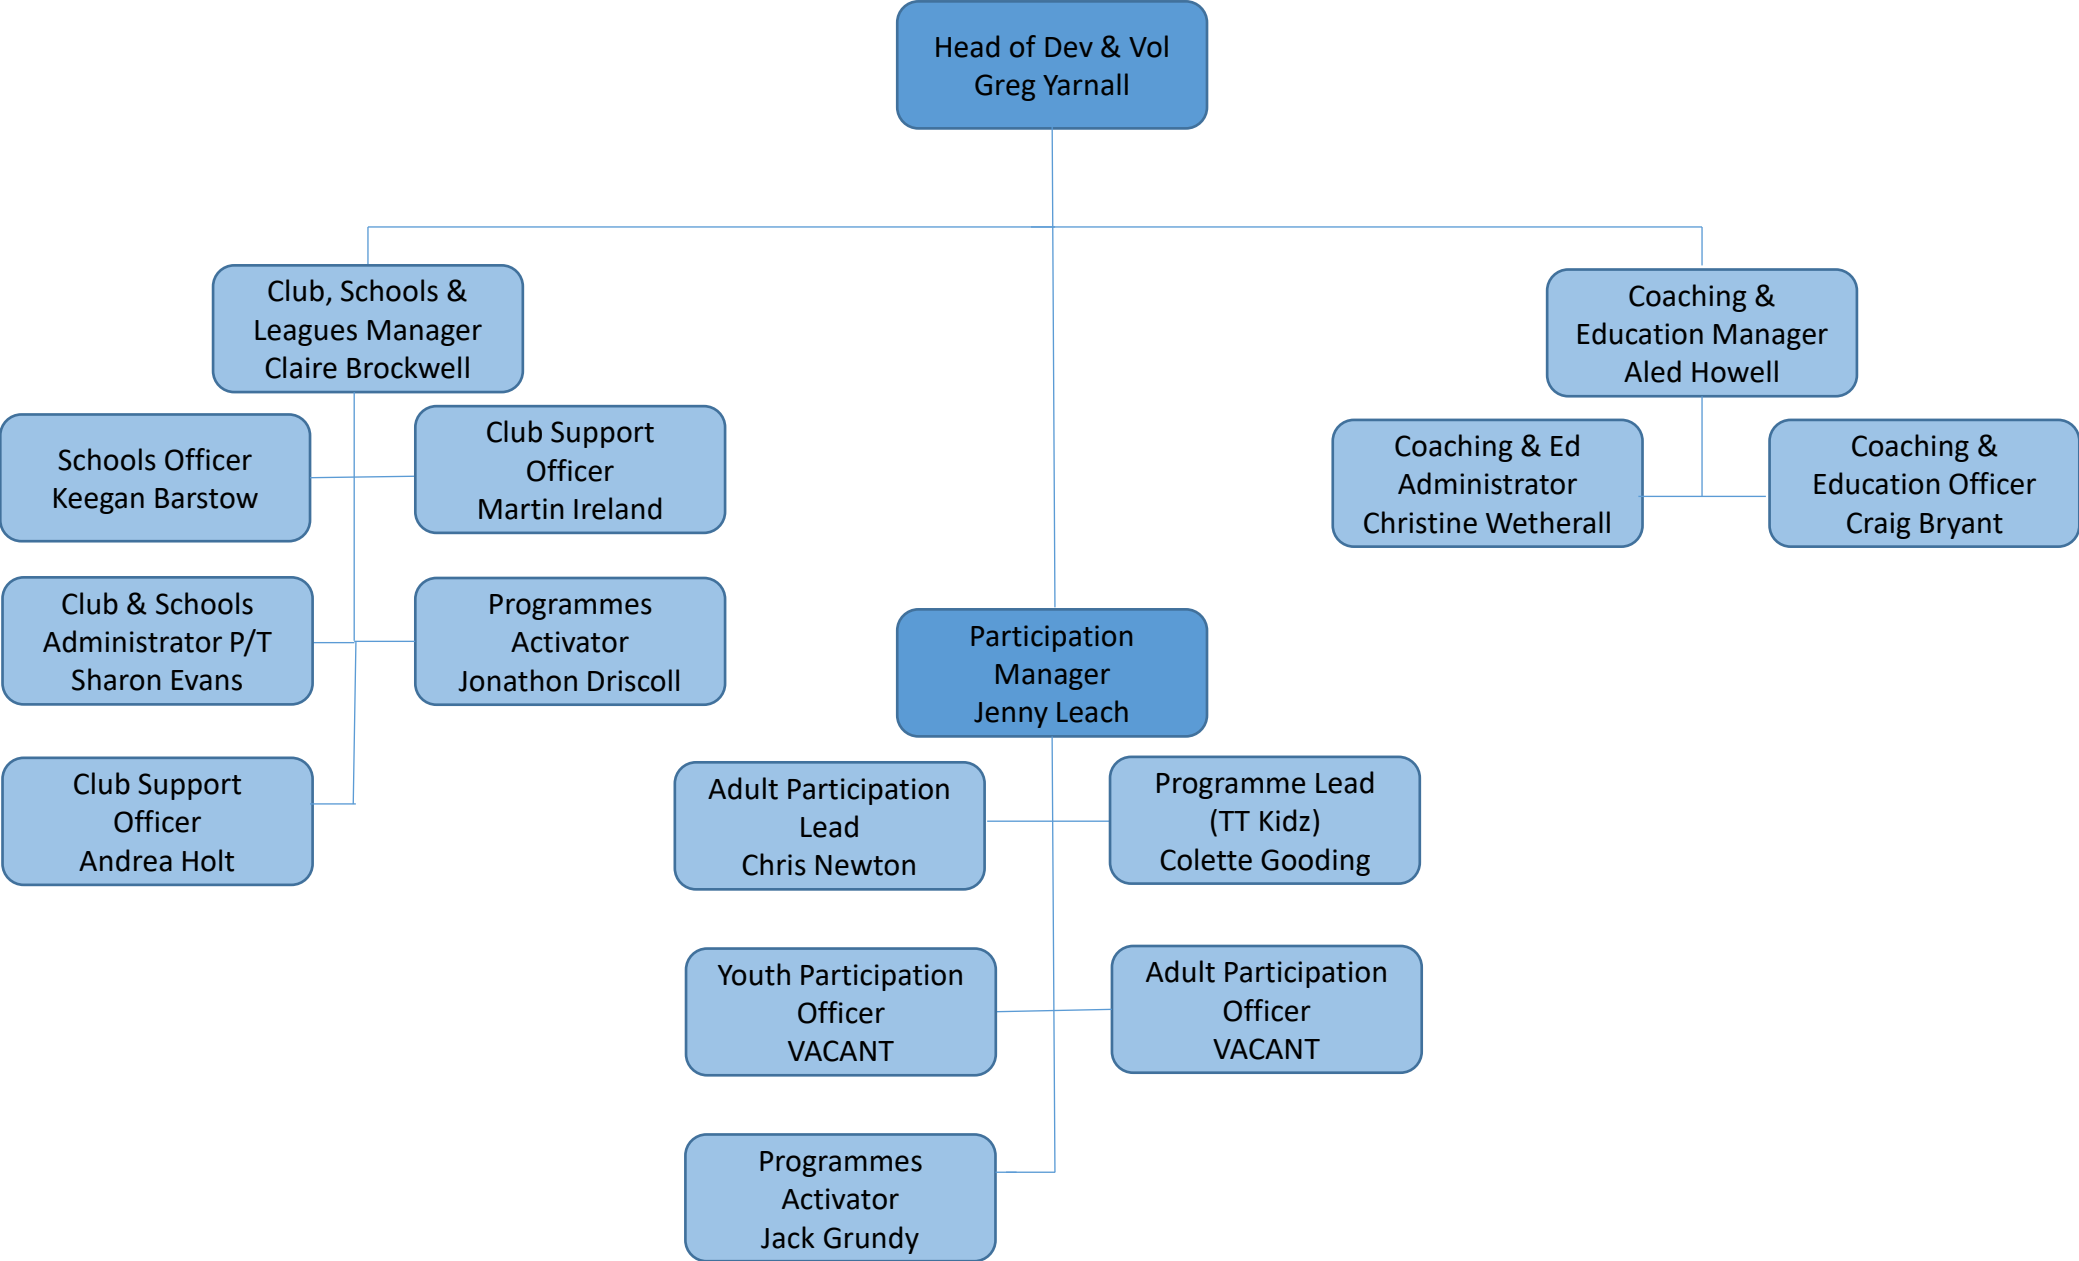 Head of Dev & Vol
Greg Yarnall
Club, Schools &
Leagues Manager
Claire Brockwell
Coaching &
Education Manager
Aled Howell
Schools Officer
Keegan Barstow
Club Support
Officer
Martin Ireland
Coaching & Ed
Administrator
Christine Wetherall
Coaching &
Education Officer
Craig Bryant
Club & Schools
Administrator P/T
Sharon Evans
Programmes
Activator
Jonathon Driscoll
Participation
Manager
Jenny Leach
Club Support
Officer
Andrea Holt
Adult Participation
Lead
Chris Newton
Programme Lead
(TT Kidz)
Colette Gooding
Youth Participation
Officer
VACANT
Adult Participation
Officer
VACANT
Programmes
Activator
Jack Grundy